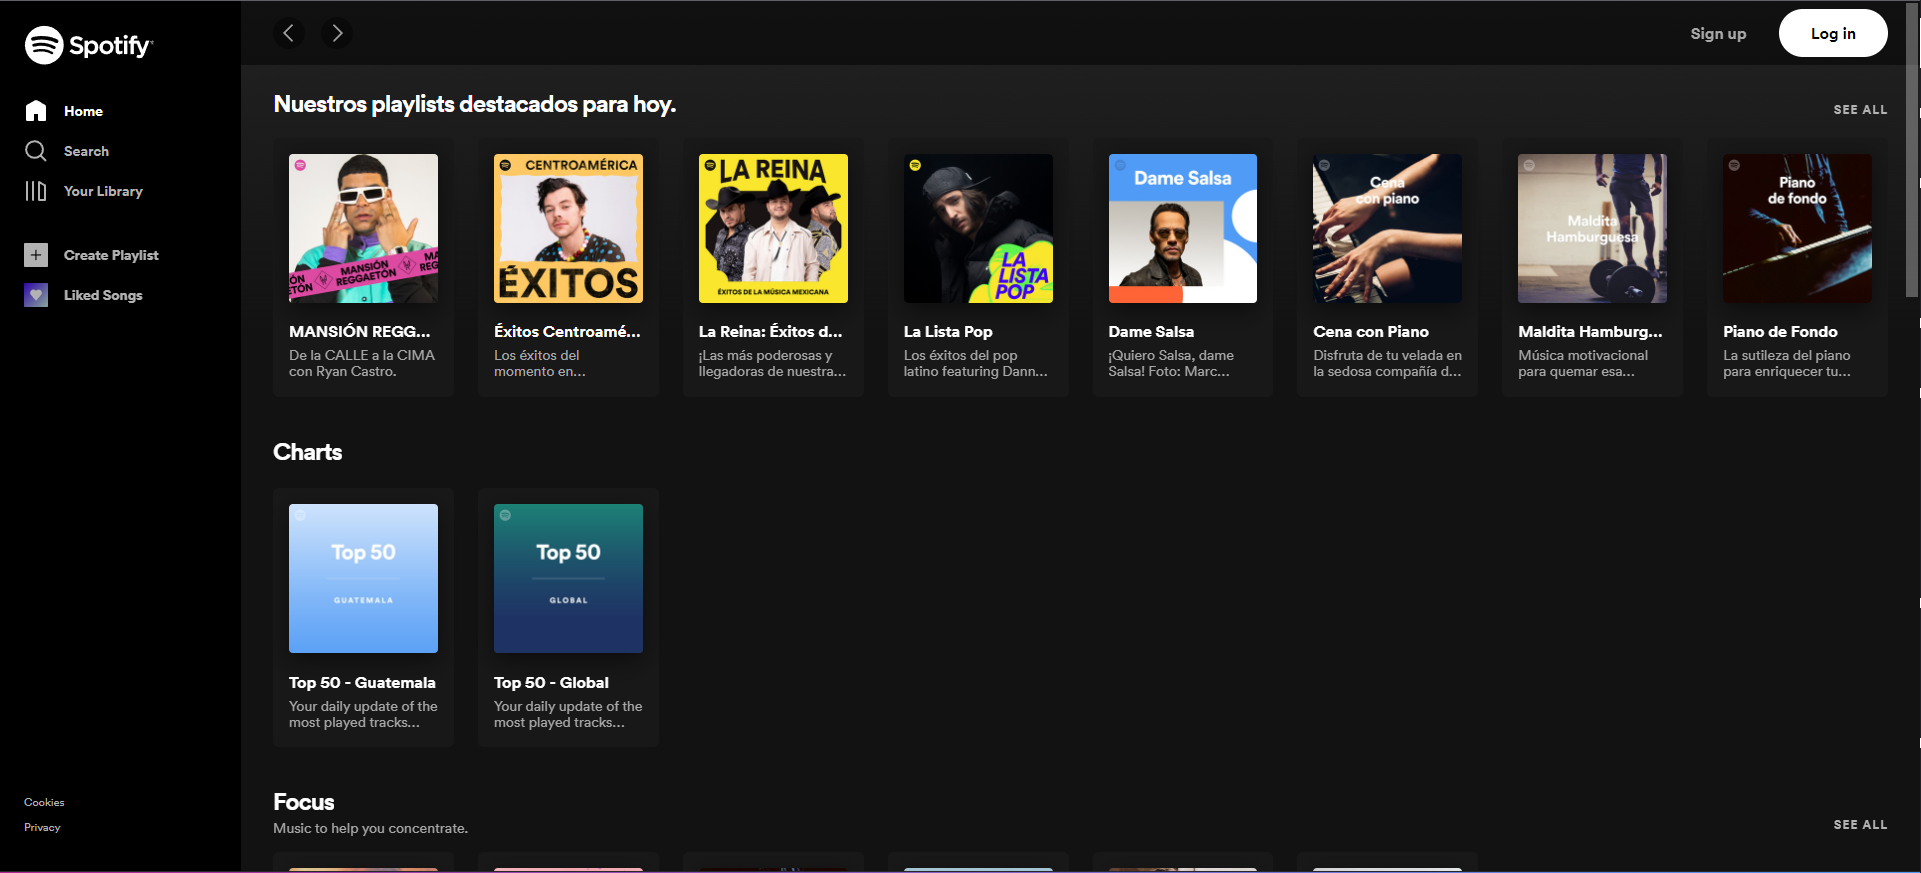 Spotify
Home
Search
Your Library
Create Playlist
Liked Songs
Cookies
Privacy
Sign up
Log in
Nuestros playlists destacados para hoy.
SEE ALL
MANSIÓN REGGAETÓN
MANSIÓN REGG...
De la CALLE a la CIMA
con Ryan Castro.
CENTROAMÉRICA
ÉXITOS
Éxitos Centroamé...
Los éxitos del
momento en...
LA REINA
ÉXITOS DE LA MÚSICA MEXICANA
La Reina: Éxitos d...
¡Las más poderosas y
llegadoras de nuestra...
LA
LISTA
POP
La Lista Pop
Los éxitos del pop
latino featuring Dann...
Dame Salsa
Dame Salsa
¡Quiero Salsa, dame
Salsa! Foto: Marc...
Cena
con piano
Cena con Piano
Disfruta de tu velada en
la sedosa compañía d...
Maldita
Hamburguesa
Maldita Hamburg...
Música motivacional
para quemar esa...
Piano
de fondo
Piano de Fondo
La sutileza del piano
para enriquecer tu...
Charts
Top 50
GUATEMALA
Top 50 - Guatemala
Your daily update of the
most played tracks...
Top 50
GLOBAL
Top 50 - Global
Your daily update of the
most played tracks...
Focus
Music to help you concentrate.
SEE ALL